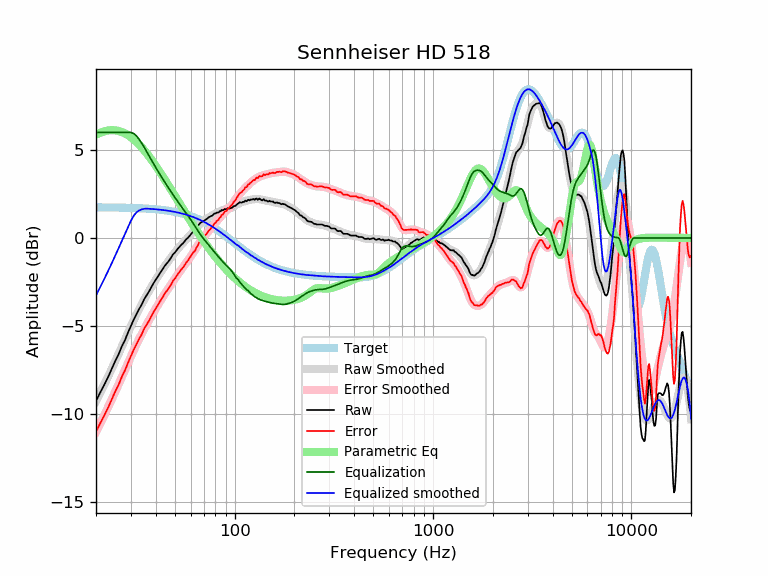 Sennheiser HD 518
Amplitude (dBr)
5
0
−5
−10
−15
Target
Raw Smoothed
Error Smoothed
Raw
Error
Parametric Eq
Equalization
Equalized smoothed
100
1000
10000
Frequency (Hz)